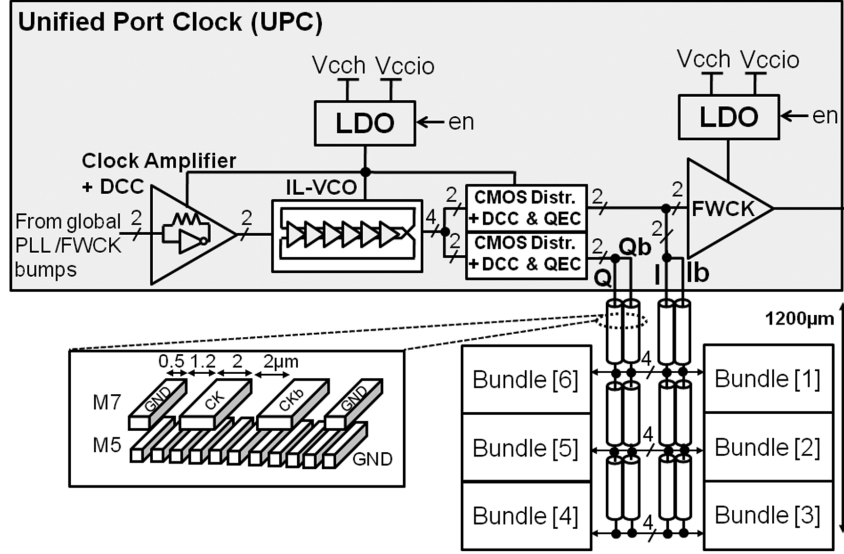 Unified Port Clock (UPC)
Vcch Vccio
LDO
en
Vcch Vccio
LDO
en
Clock Amplifier
+ DCC
IL-VCO
From global
PLL/FWCK
bumps
2
2
4
2
2
CMOS Distr.
+ DCC & QEC
CMOS Distr.
+ DCC & QEC
2
2
2
2
FWCK
Qb
Q
I
Ib
1200µm
0.5 1.2 2 2µm
M7
GND
CK
CKb
GND
M5
GND
Bundle [6]
4
Bundle [1]
Bundle [5]
4
Bundle [2]
Bundle [4]
4
Bundle [3]